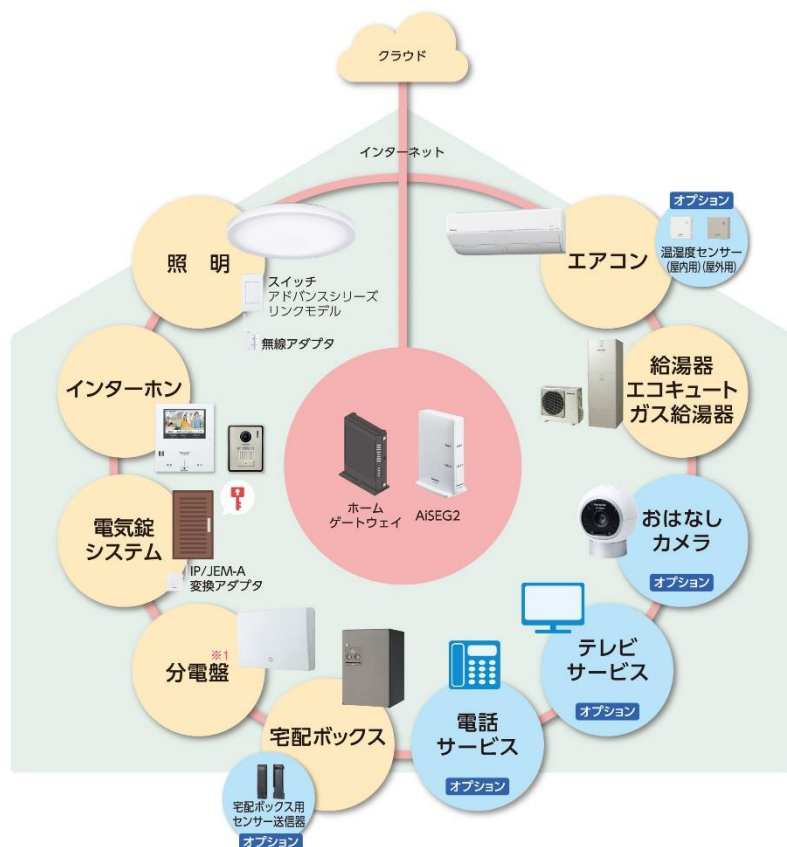 クラウド
インターネット
照　明
スイッチ
アドバンスシリーズ
リンクモデル
無線アダプタ
エアコン
オプション
温湿度センサー
(屋内用)(屋外用)
インターホン
給湯器
エコキュート
ガス給湯器
ホーム
ゲートウェイ
AiSEG2
電気錠
システム
IP/JEM-A
変換アダプタ
おはなし
カメラ
オプション
※1
分電盤
テレビ
サービス
オプション
宅配ボックス
電話
サービス
オプション
宅配ボックス用
センサー送信器
オプション